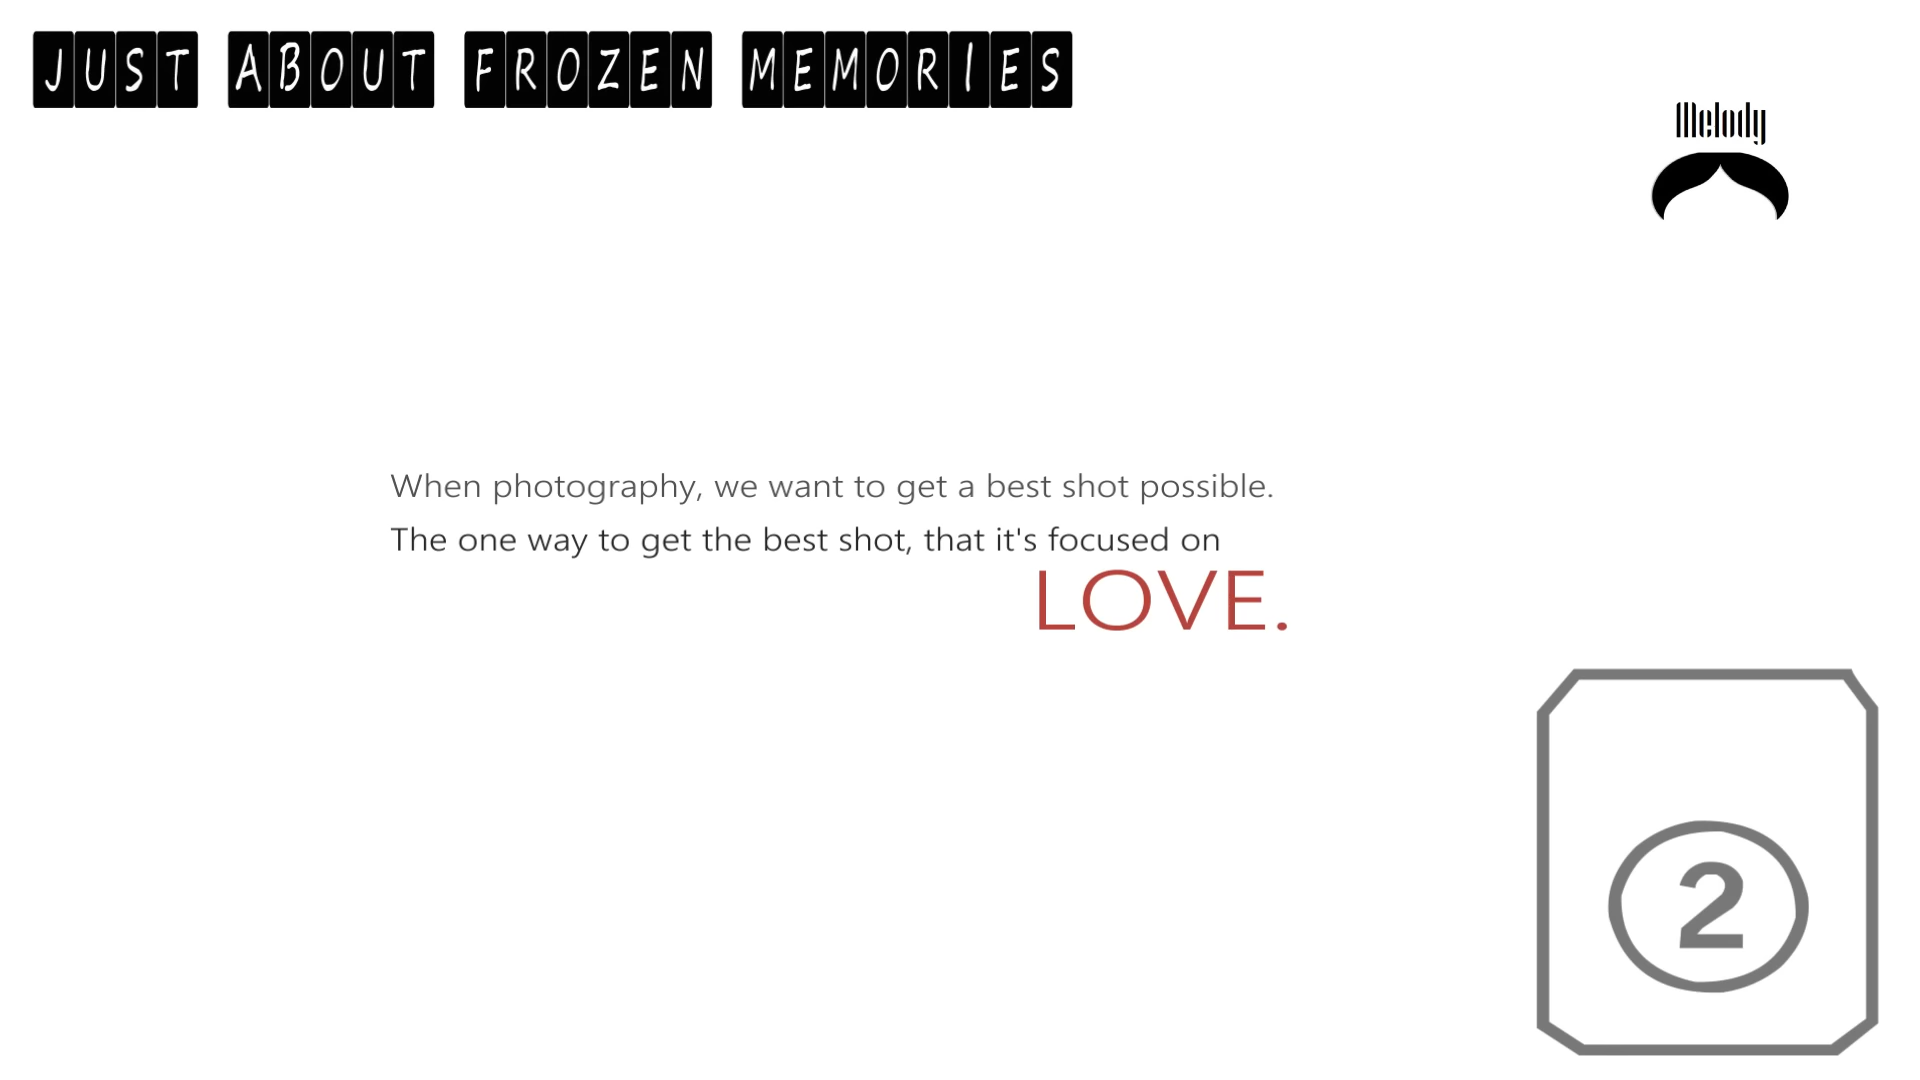 JUST ABOUT FROZEN MEMORIES
Melody
When photography, we want to get a best shot possible.
The one way to get the best shot, that it's focused on
LOVE.
2